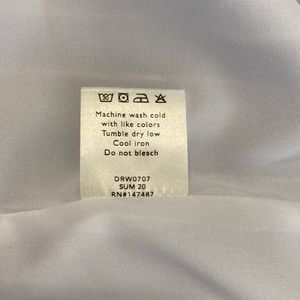 Machine wash cold
with like colors
Tumble dry low
Cool iron
Do not bleach
DRW0707
SUM 20
RN#147487